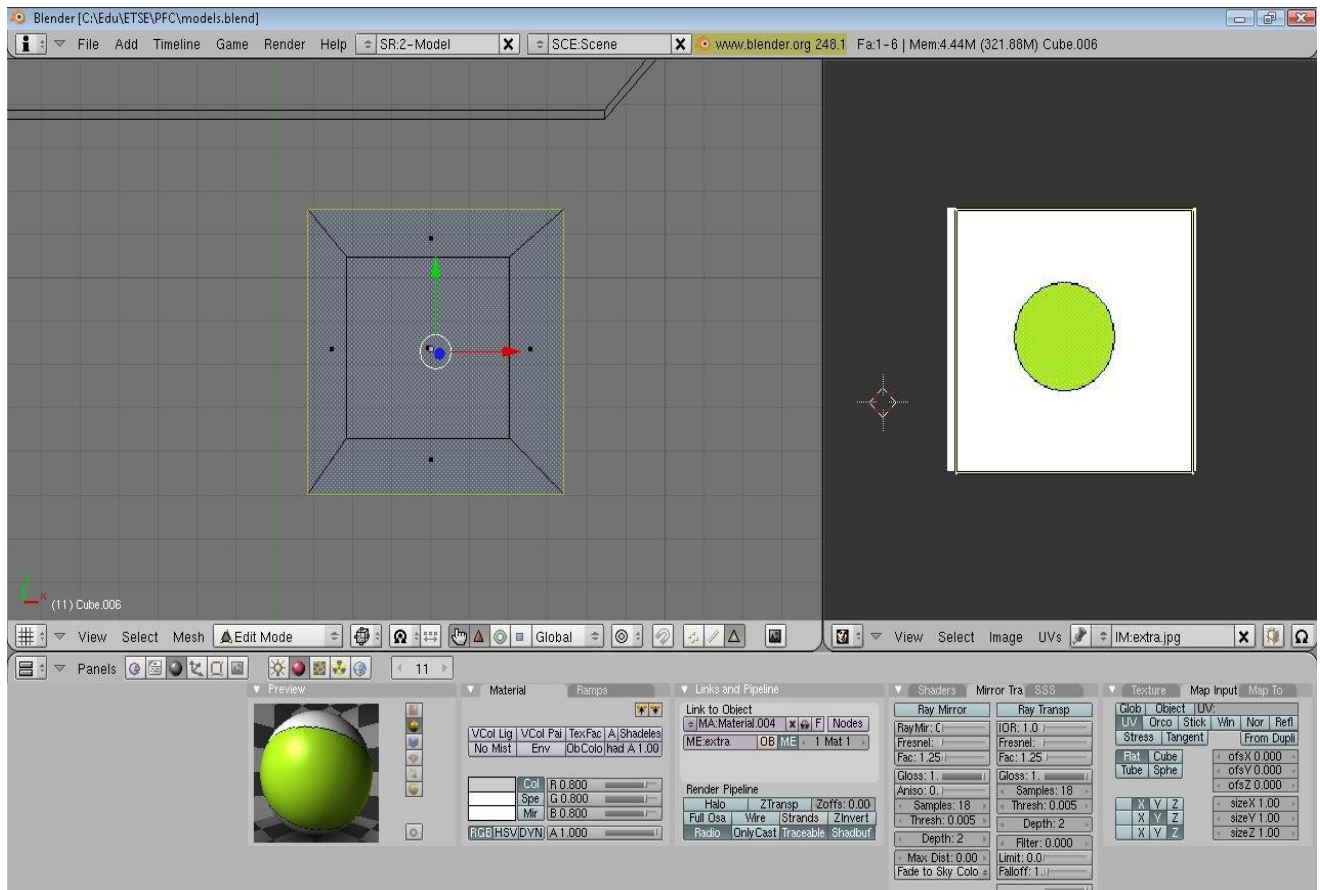 Blender [C:\Edu\ETSE\PFC\models.blend]
File Add Timeline Game Render Help SR:2-Model X SCE:Scene X www.blender.org 248.1 Fa:1-6 | Mem:4.44M (321.88M) Cube.006
X
(11) Cube.006
View Select Mesh Edit Mode Global
View Select Image UVs IM:extra.jpg X
Panels 11
Preview
Material Ramps
VCol Lig VCol Pai TexFac A Shadeles
No Mist Env ObColo had A 1.00
Col R 0.800
Spe G 0.800
Mir B 0.800
RGB HSV DYN A 1.000
Links and Pipeline
Link to Object
MA:Material.004 X F Nodes
ME:extra OB ME 1 Mat 1
Render Pipeline
Halo ZTransp Zoffs: 0.00
Full Osa Wire Strands ZInvert
Radio OnlyCast Traceable Shadbuf
Shaders Mirror Tra SSS
Ray Mirror Ray Transp
RayMir: IOR: 1.0
Fresnel: Fresnel:
Fac: 1.25 Fac: 1.25
Gloss: 1. Gloss: 1.
Aniso: 0. Samples: 18
Samples: 18 Thresh: 0.005
Thresh: 0.005 Depth: 2
Depth: 2 Filter: 0.000
Max Dist: 0.00 Limit: 0.0
Fade to Sky Colo Falloff: 1.
Texture Map Input Map To
Glob Object UV:
UV Orco Stick Win Nor Refl
Stress Tangent From Dupli
Flat Cube ofsX 0.000
Tube Sphe ofsY 0.000
ofsZ 0.000
X Y Z sizeX 1.00
X Y Z sizeY 1.00
X Y Z sizeZ 1.00